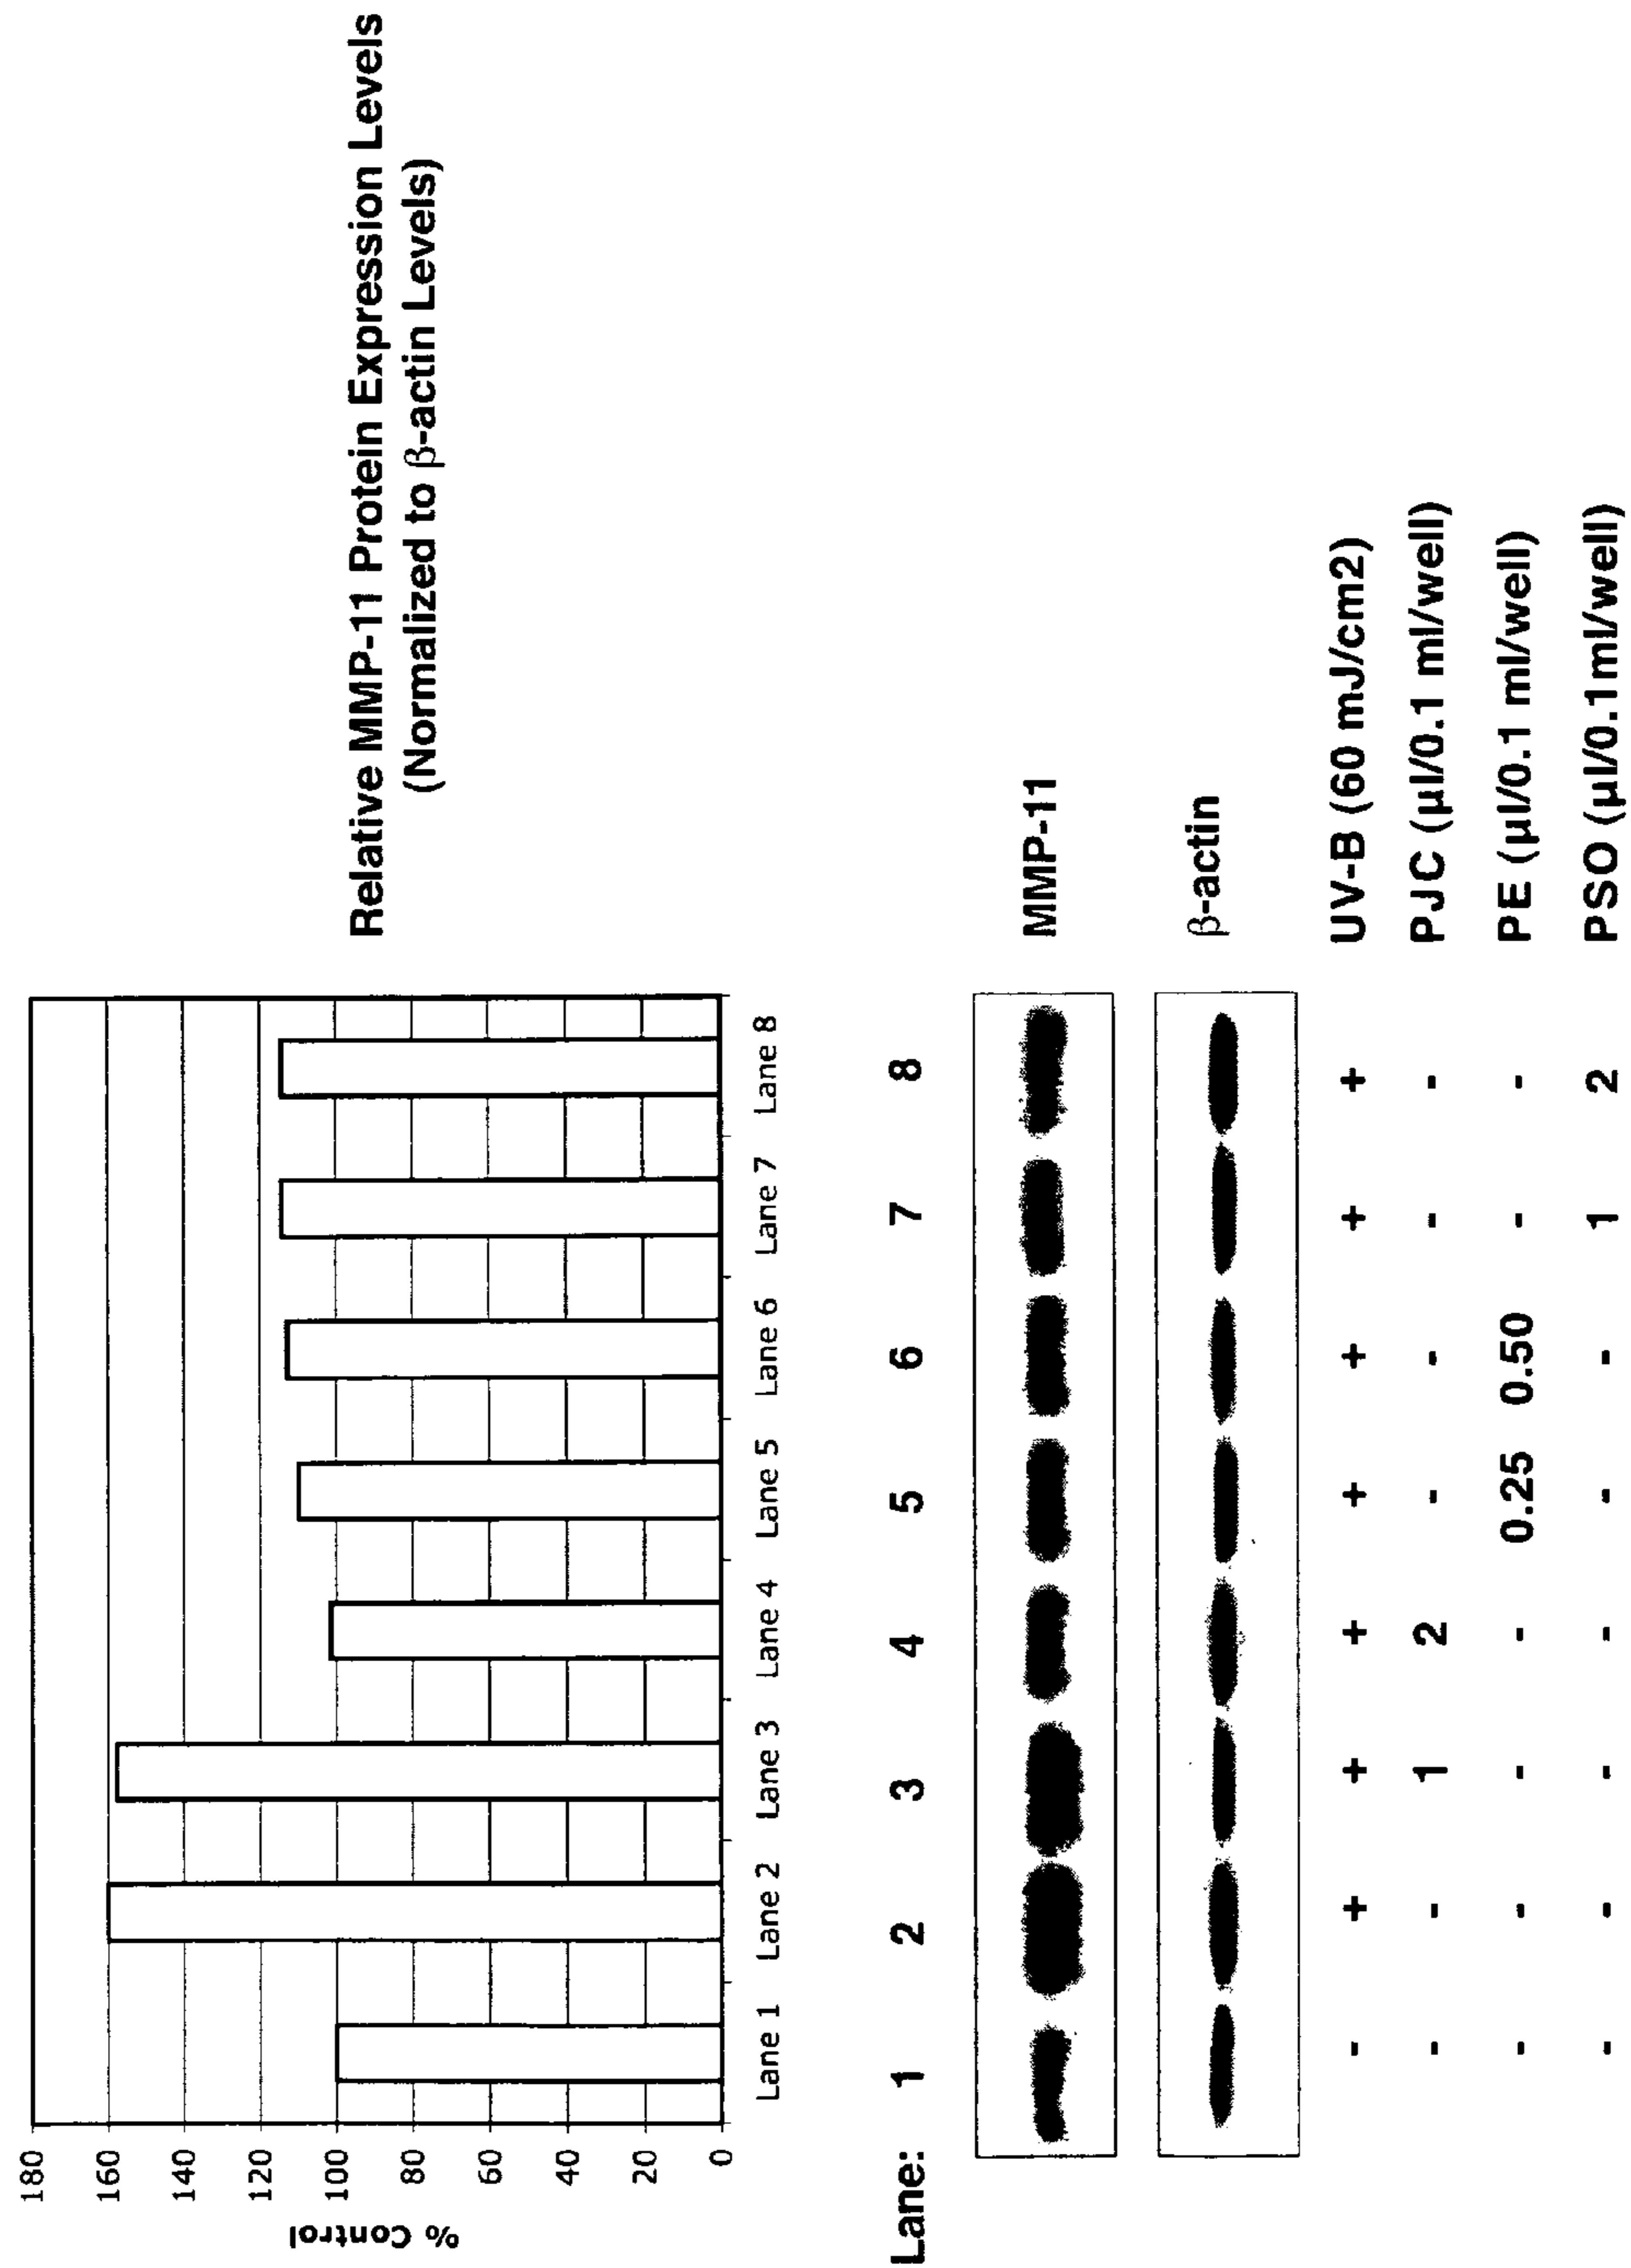 Relative MMP-11 Protein Expression Levels
(Normalized to β-actin Levels)
% Control
180
160
140
120
100
80
60
40
20
0
Lane 1 Lane 2 Lane 3 Lane 4 Lane 5 Lane 6 Lane 7 Lane 8
Lane: 1 2 3 4 5 6 7 8
MMP-11
β-actin
- + + + + + + + UV-B (60 mJ/cm2)
- - 1 2 - - - - PJC (µl/0.1 ml/well)
- - - - 0.25 0.50 - - PE (µl/0.1 ml/well)
- - - - - - 1 2 PSO (µl/0.1ml/well)